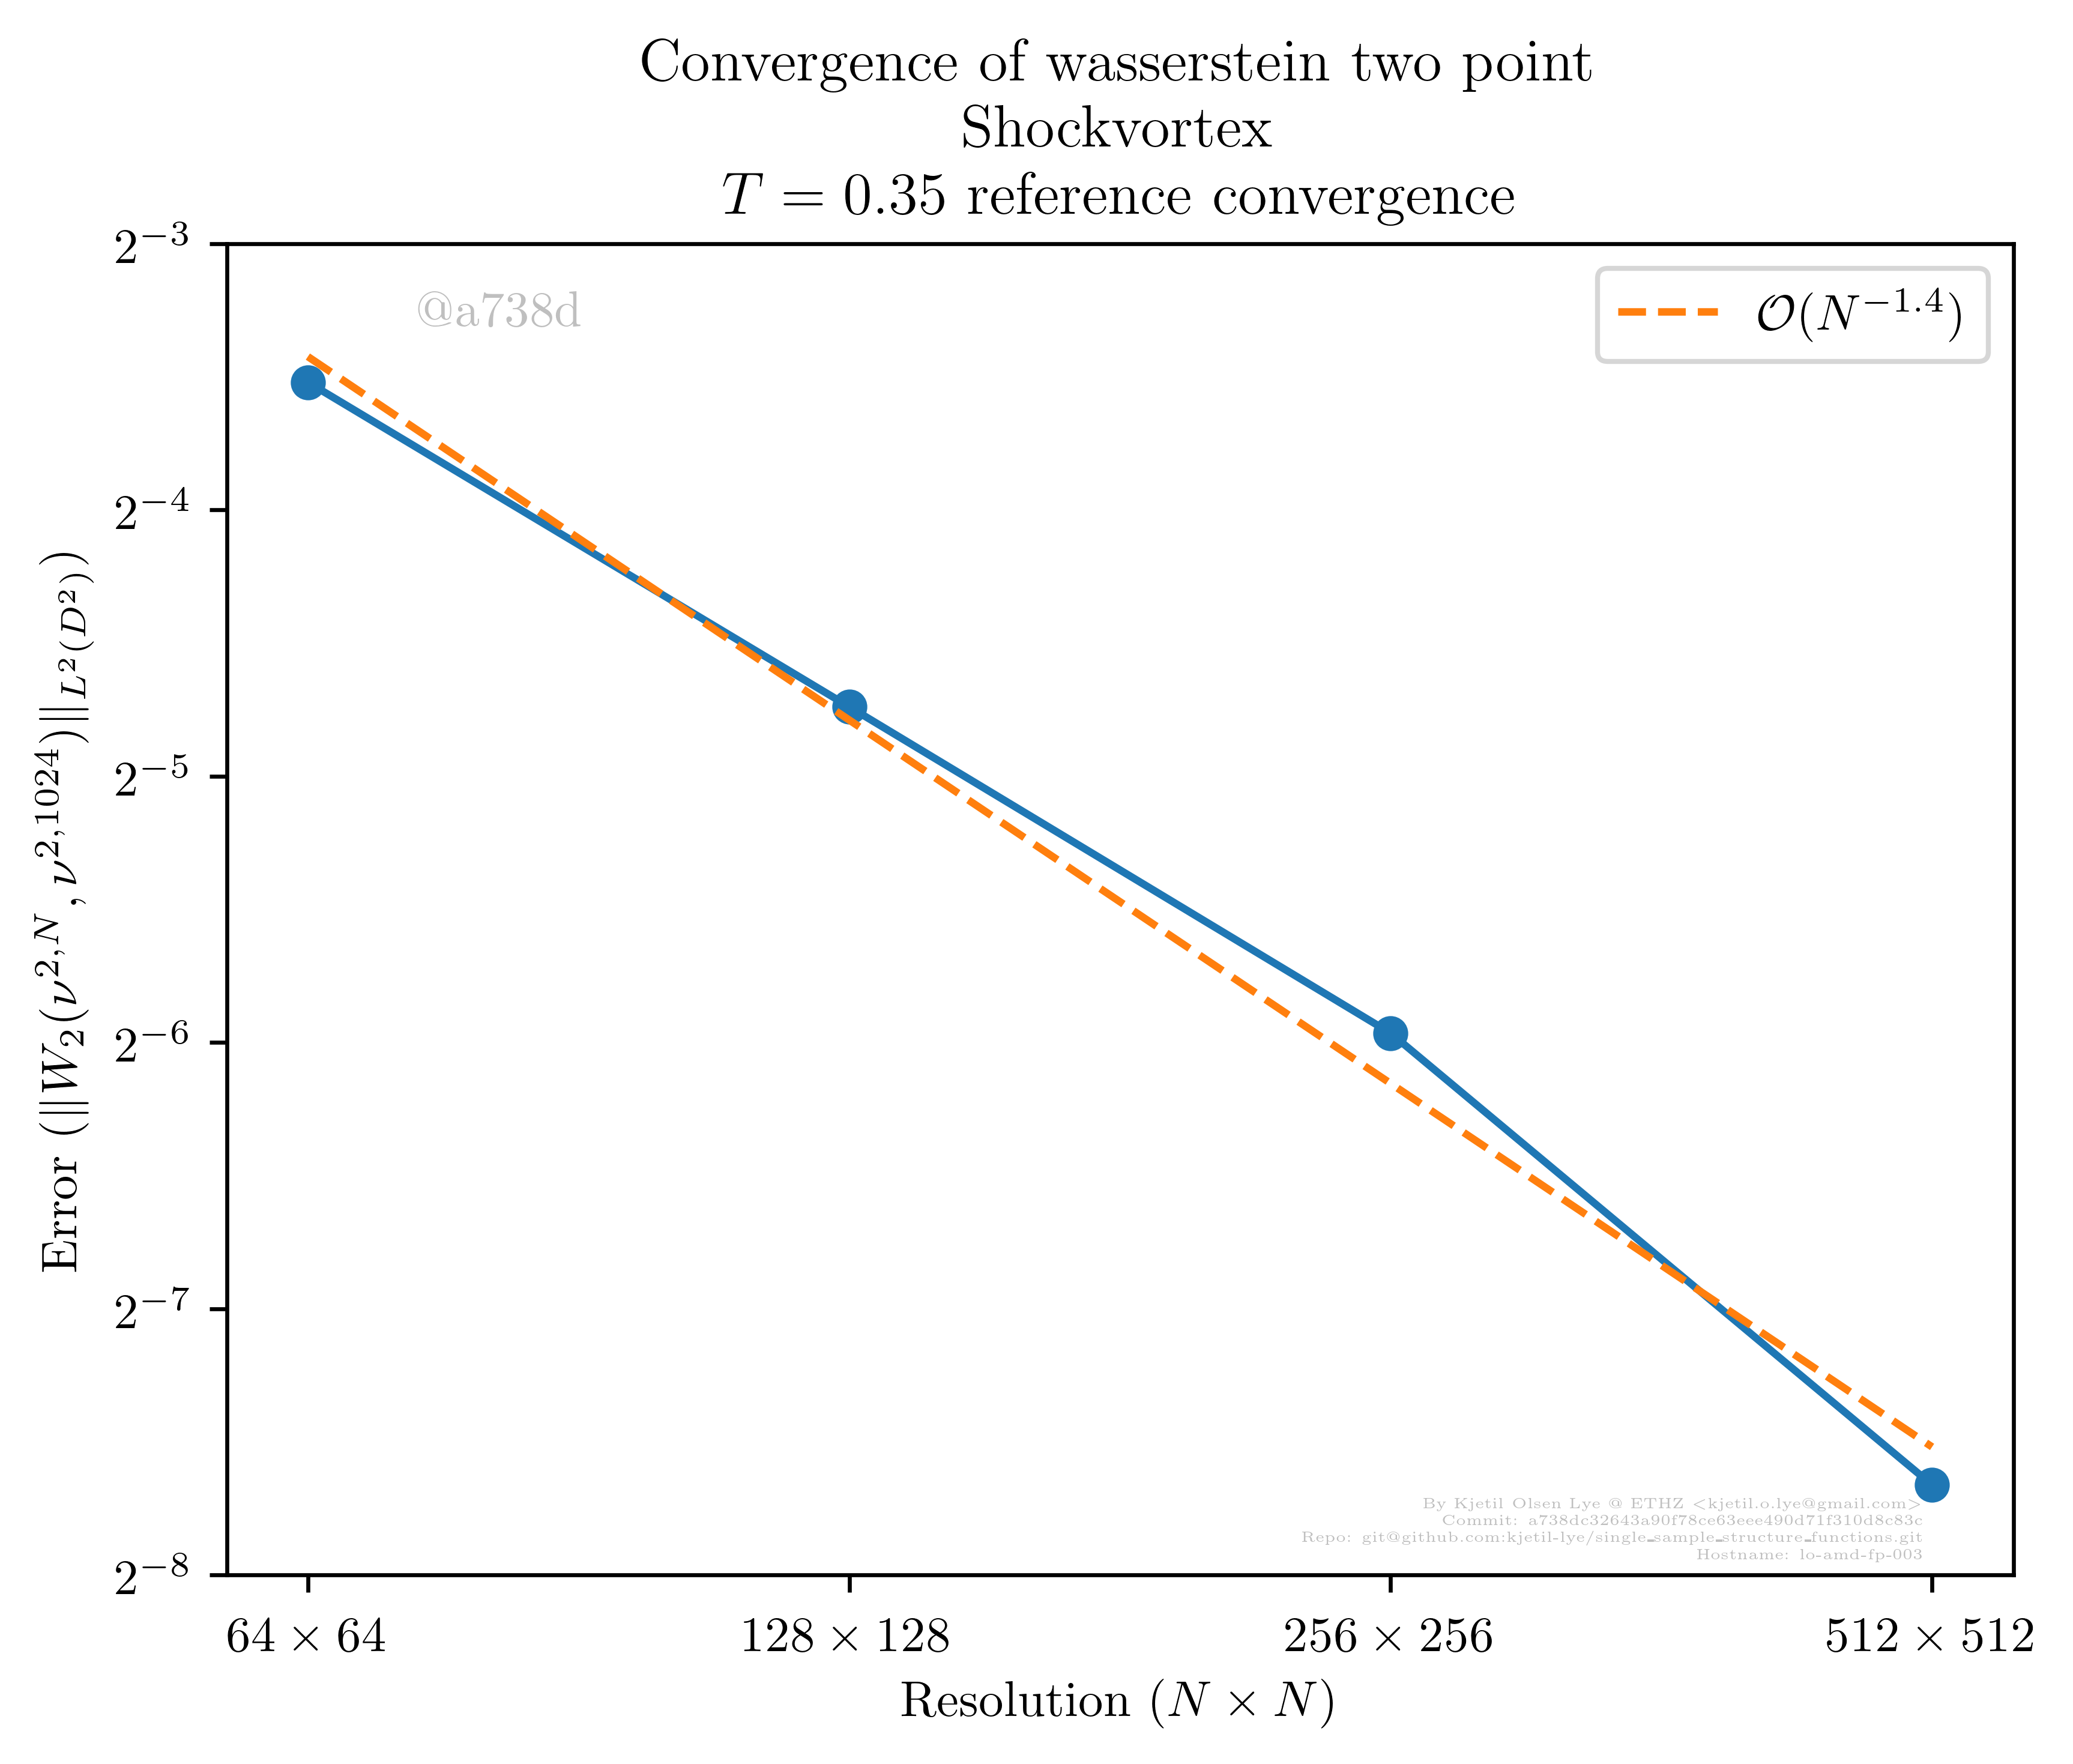 Convergence of wasserstein two point
Shockvortex
T = 0.35 reference convergence
2^{-3}
2^{-4}
2^{-5}
2^{-6}
2^{-7}
2^{-8}
Error (||W_2(ν^{2,N}, ν^{2,1024})||_{L^2(D^2)})
@a738d
𝒪(N^{-1.4})
By Kjetil Olsen Lye @ ETHZ <kjetil.o.lye@gmail.com>
Commit: a738dc32643a90f78ce63eee490d71f310d8c83c
Repo: git@github.com:kjetil-lye/single_sample_structure_functions.git
Hostname: lo-amd-fp-003
64 × 64 128 × 128 256 × 256 512 × 512
Resolution (N × N)